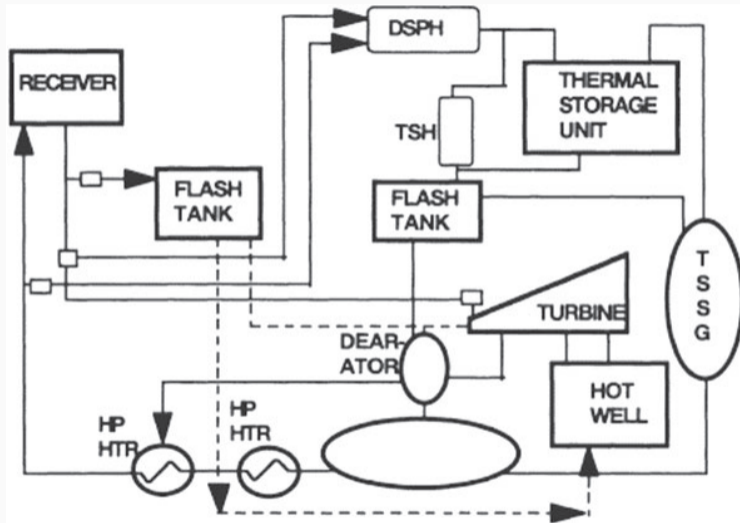 DSPH
RECEIVER
THERMAL
STORAGE
UNIT
TSH
FLASH
TANK
FLASH
TANK
T
S
S
G
TURBINE
DEAR-
ATOR
HOT
WELL
HP
HTR
HP
HTR